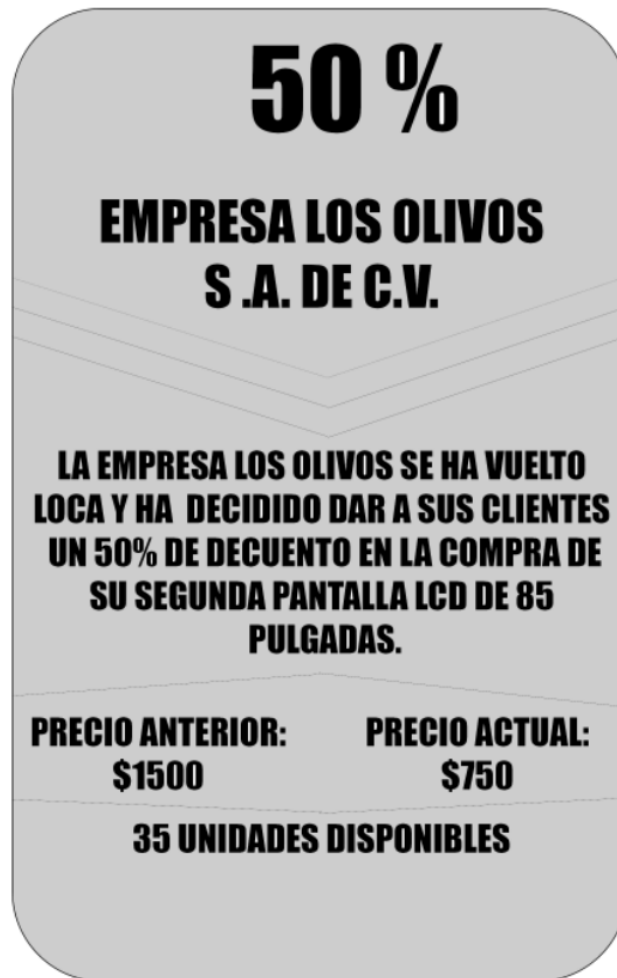 50 %
EMPRESA LOS OLIVOS
S .A. DE C.V.
LA EMPRESA LOS OLIVOS SE HA VUELTO
LOCA Y HA DECIDIDO DAR A SUS CLIENTES
UN 50% DE DECUENTO EN LA COMPRA DE
SU SEGUNDA PANTALLA LCD DE 85
PULGADAS.
PRECIO ANTERIOR: PRECIO ACTUAL:
$1500 $750
35 UNIDADES DISPONIBLES